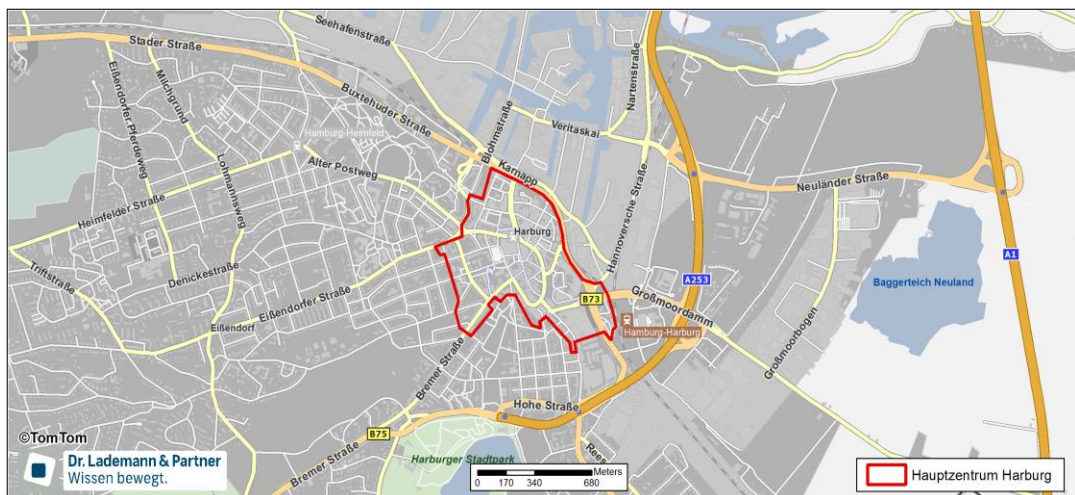 Seehafenstraße
Stader Straße
Eißendorfer Pferdeweg
Milchgrund
Buxtehuder Straße
Nartenstraße
Blohmstraße
Veritaskai
Hamburg-Heimfeld
Lohmannsweg
Alter Postweg
Karnapp
Neuländer Straße
Heimfelder Straße
Hannoversche Straße
Harburg
A1
Triftstraße
Denickestraße
A253
Baggerteich Neuland
Eißendorfer Straße
B73
Großmoordamm
Großmoorbogen
Eißendorf
Hamburg-Harburg
Bremer Straße
Hohe Straße
©TomTom
B75
Bremer Straße
Harburger Stadtpark
Rees
Dr. Lademann & Partner
Wissen bewegt.
Meters
0 170 340 680
Hauptzentrum Harburg